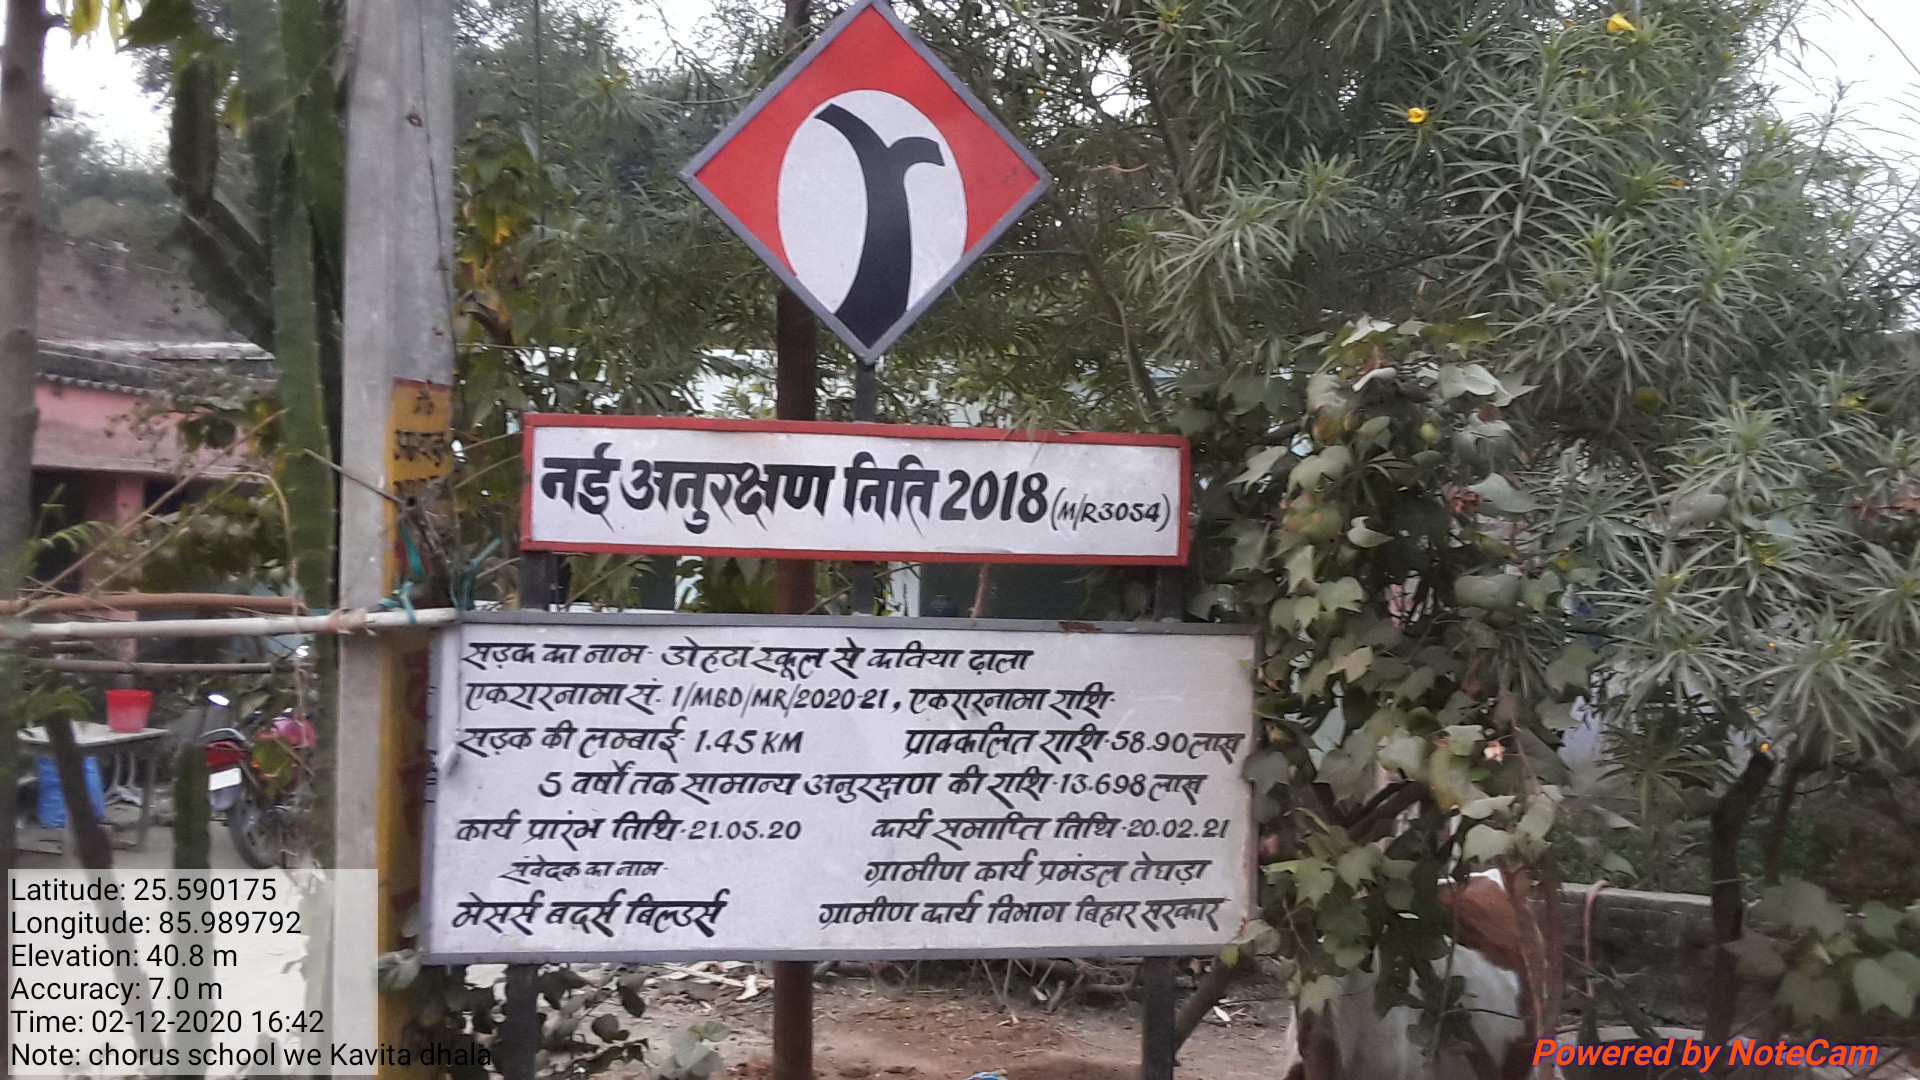 नई अनुरक्षण निति 2018 (M/R3054)
सड़क का नाम- डोहटा स्कूल से कविया ढ़ाला
एकरारनामा सं. 1/MBD/MR/2020-21, एकरारनामा राशि-
सड़क की लम्बाई 1.45 KM प्राक्कलित राशि-58.90 लाख
5 वर्षों तक सामान्य अनुरक्षण की राशि-13.698 लाख
कार्य प्रारंभ तिथि-21.05.20 कार्य समाप्ति तिथि-20.02.21
संवेदक का नाम- ग्रामीण कार्य प्रमंडल तेघड़ा
मेसर्स बदर्स बिल्डर्स ग्रामीण कार्य विभाग बिहार सरकार
Latitude: 25.590175
Longitude: 85.989792
Elevation: 40.8 m
Accuracy: 7.0 m
Time: 02-12-2020 16:42
Note: chorus school we Kavita dhala
Powered by NoteCam